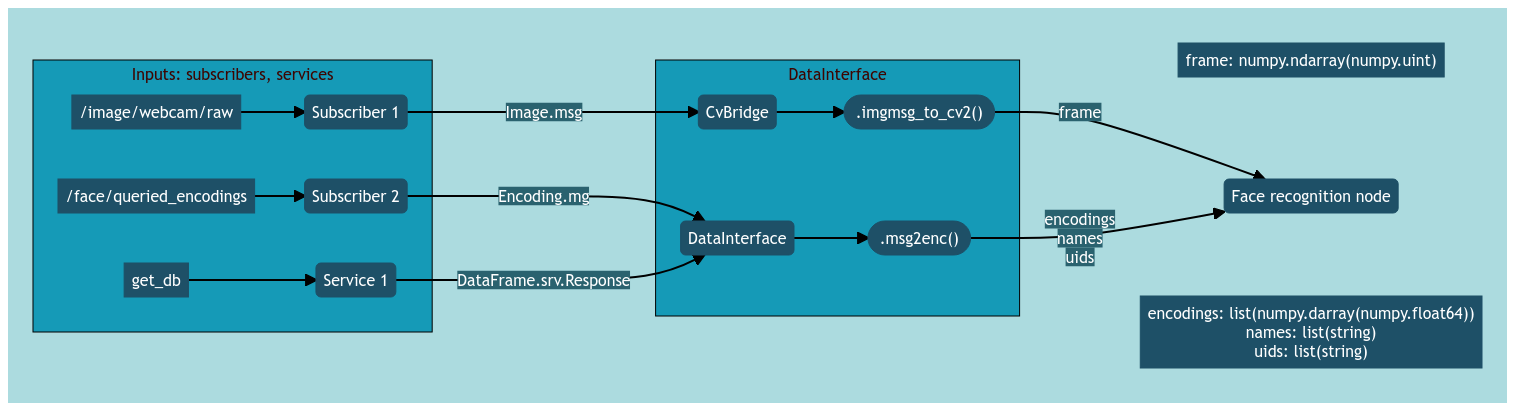 Inputs: subscribers, services
/image/webcam/raw
Subscriber 1
Image.msg
/face/queried_encodings
Subscriber 2
Encoding.mg
get_db
Service 1
DataFrame.srv.Response
DataInterface
CvBridge
.imgmsg_to_cv2()
DataInterface
.msg2enc()
frame
encodings
names
uids
Face recognition node
frame: numpy.ndarray(numpy.uint)
encodings: list(numpy.darray(numpy.float64))
names: list(string)
uids: list(string)